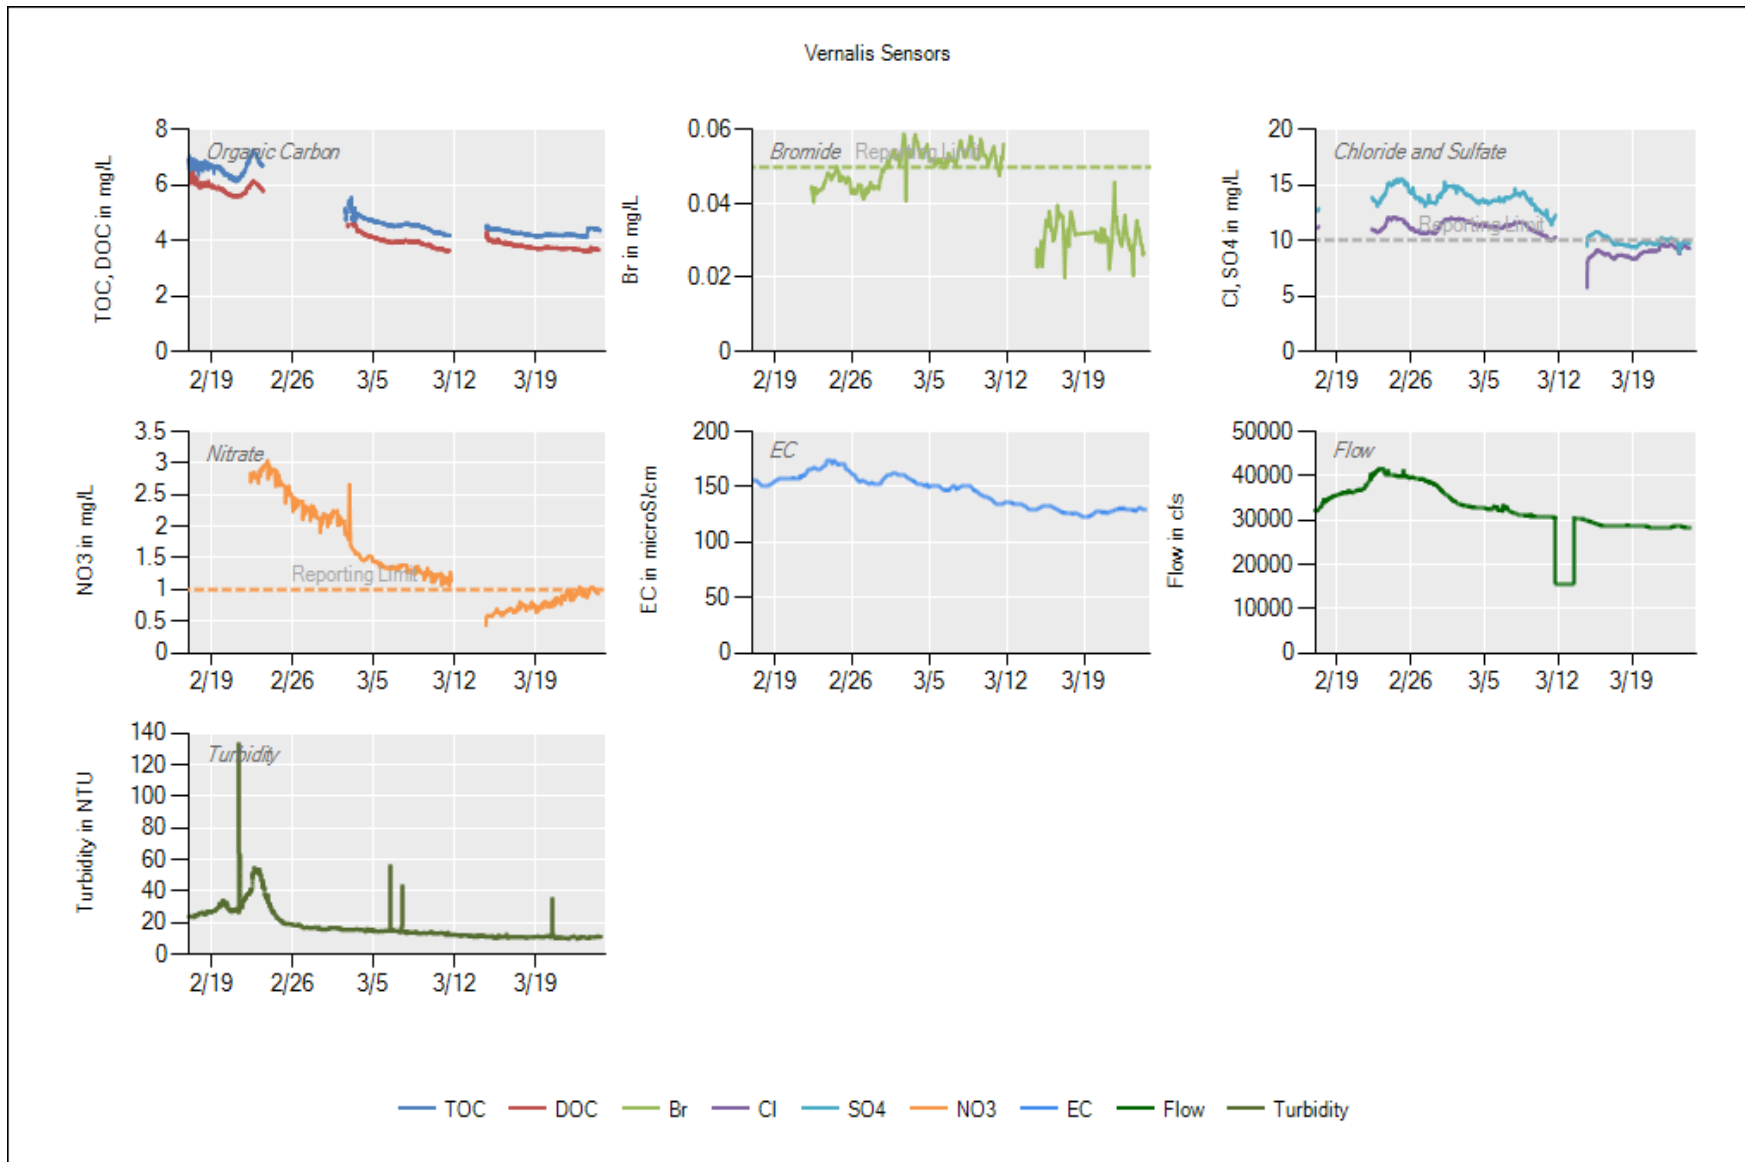 Vernalis Sensors
TOC, DOC in mg/L
8
6
4
2
0
Organic Carbon
2/19 2/26 3/5 3/12 3/19
Br in mg/L
0.06
0.04
0.02
0
Bromide Reporting Limit
2/19 2/26 3/5 3/12 3/19
Cl, SO4 in mg/L
20
15
10
5
0
Chloride and Sulfate
Reporting Limit
2/19 2/26 3/5 3/12 3/19
NO3 in mg/L
3.5
3
2.5
2
1.5
1
0.5
0
Nitrate
Reporting Limit
2/19 2/26 3/5 3/12 3/19
EC in microS/cm
200
150
100
50
0
EC
2/19 2/26 3/5 3/12 3/19
Flow in cfs
50000
40000
30000
20000
10000
0
Flow
2/19 2/26 3/5 3/12 3/19
Turbidity in NTU
140
120
100
80
60
40
20
0
Turbidity
2/19 2/26 3/5 3/12 3/19
TOC DOC Br Cl SO4 NO3 EC Flow Turbidity